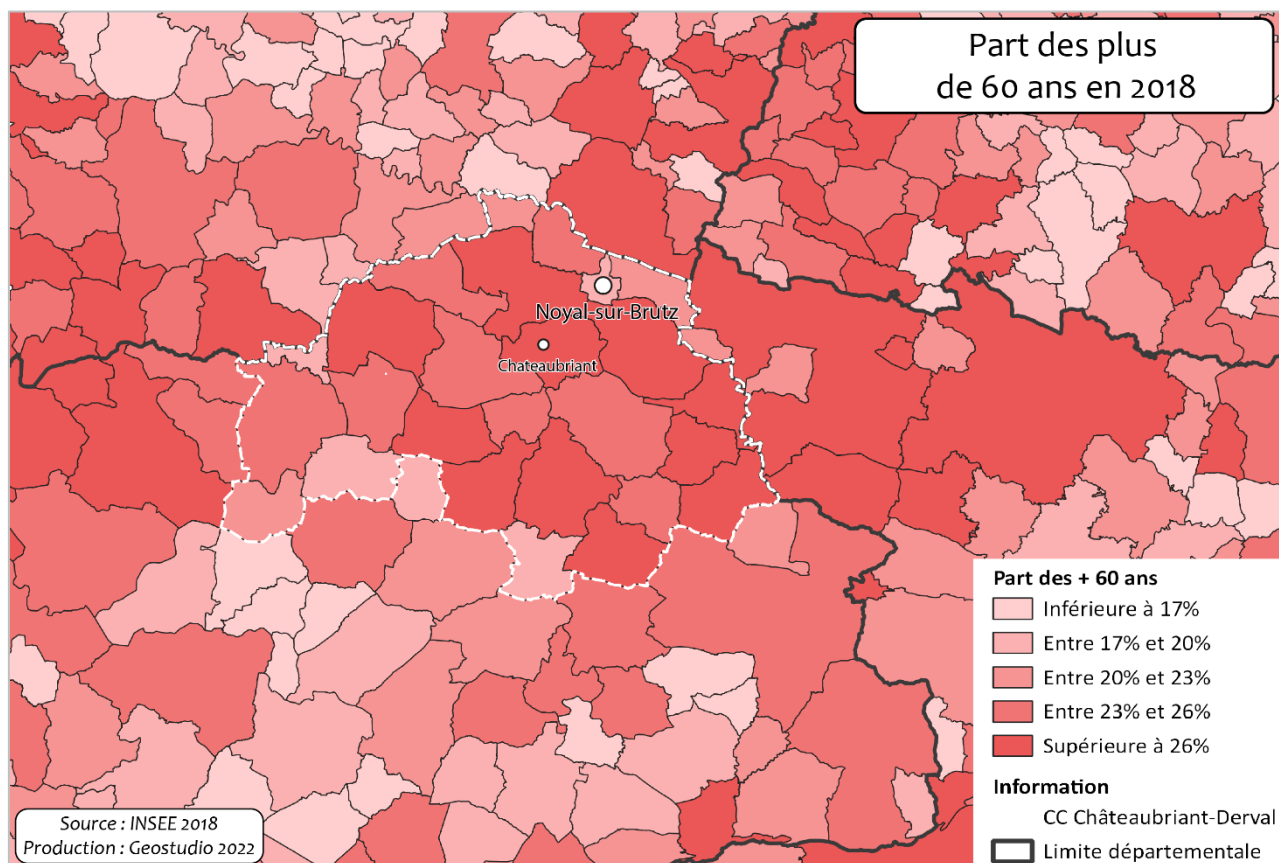 Part des plus
de 60 ans en 2018
Noyal-sur-Brutz
Chateaubriant
Part des + 60 ans
Inférieure à 17%
Entre 17% et 20%
Entre 20% et 23%
Entre 23% et 26%
Supérieure à 26%
Information
CC Châteaubriant-Derval
Limite départementale
Source : INSEE 2018
Production : Geostudio 2022